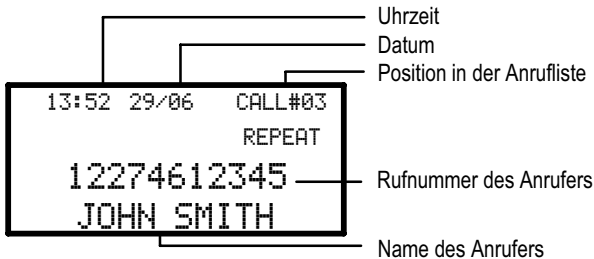 Uhrzeit
Datum
Position in der Anrufliste
13:52 29/06 CALL#03
REPEAT
12274612345
Rufnummer des Anrufers
JOHN SMITH
Name des Anrufers